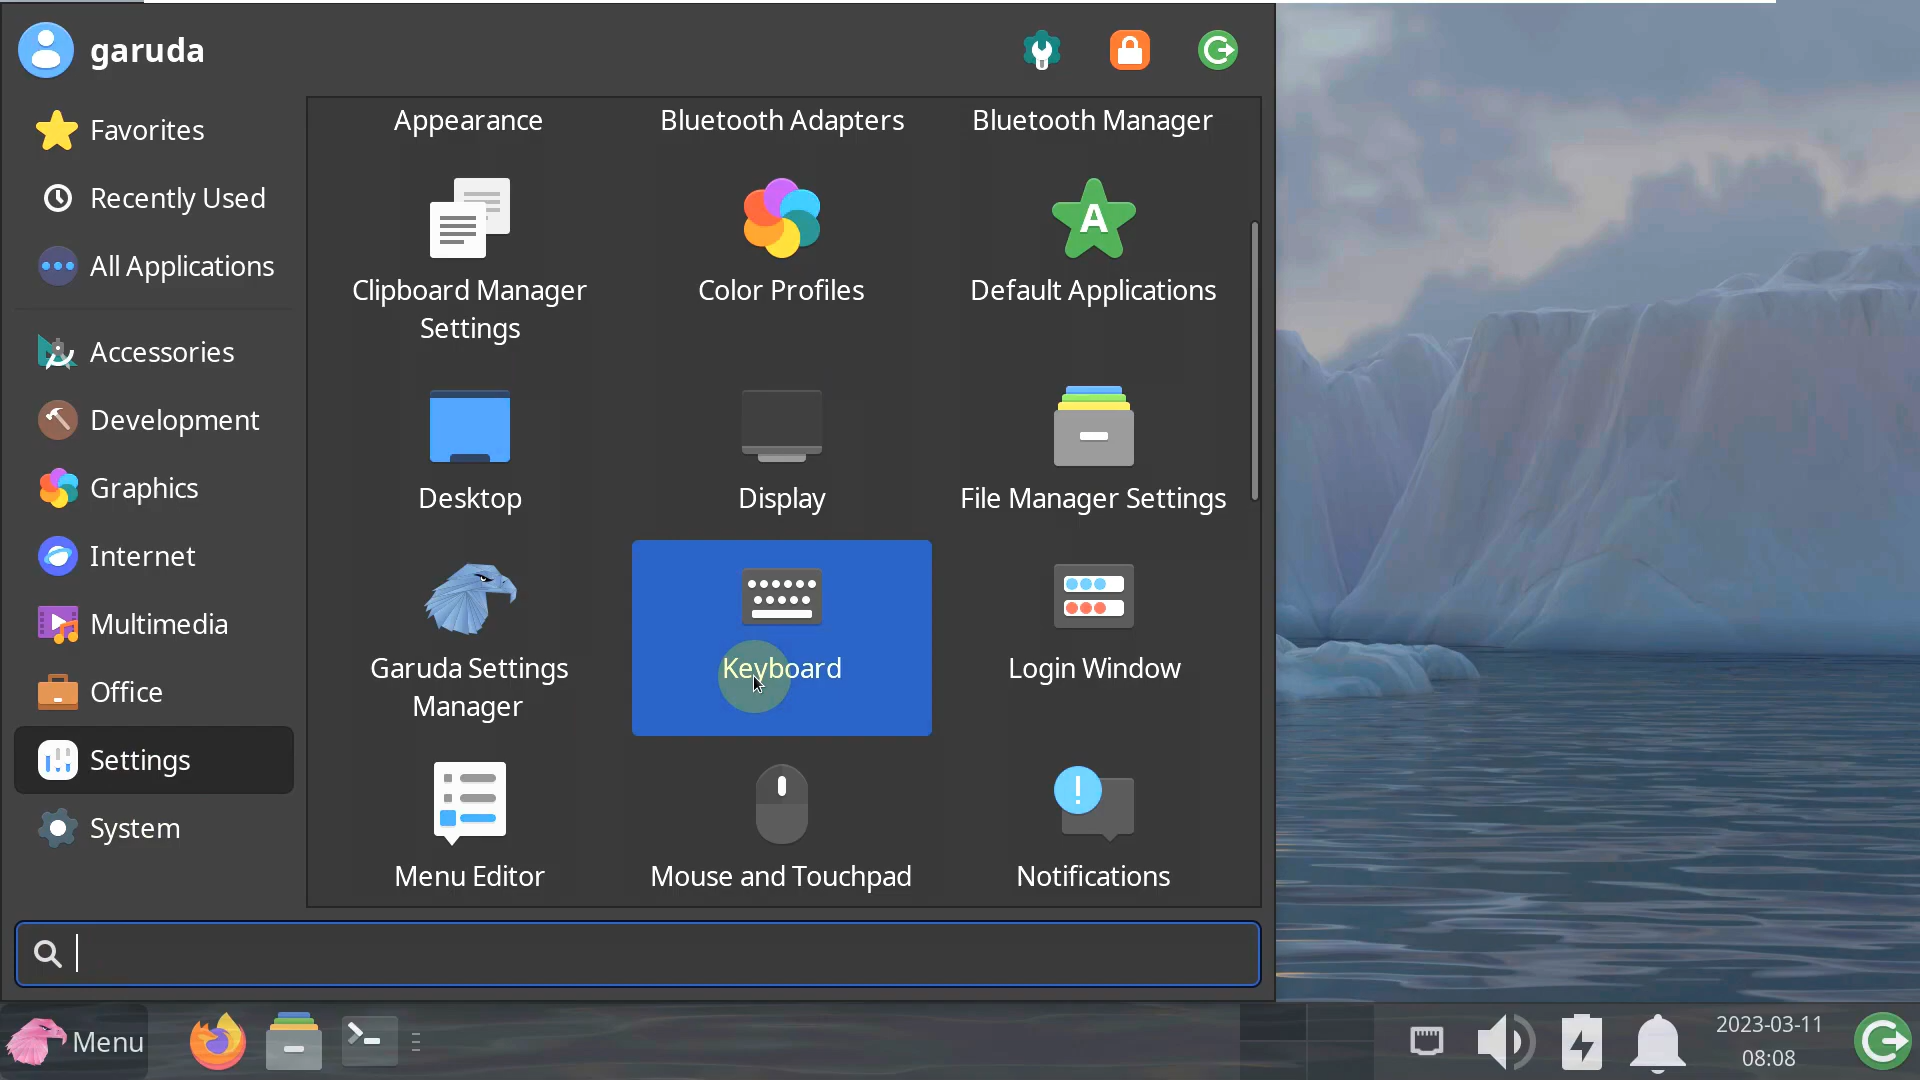 garuda
Favorites
Recently Used
All Applications
Accessories
Development
Graphics
Internet
Multimedia
Office
Settings
System
Appearance
Bluetooth Adapters
Bluetooth Manager
Clipboard Manager
Settings
Color Profiles
A
Default Applications
Desktop
Display
File Manager Settings
Garuda Settings
Manager
Keyboard
Login Window
Menu Editor
Mouse and Touchpad
!
Notifications
Menu
2023-03-11
08:08